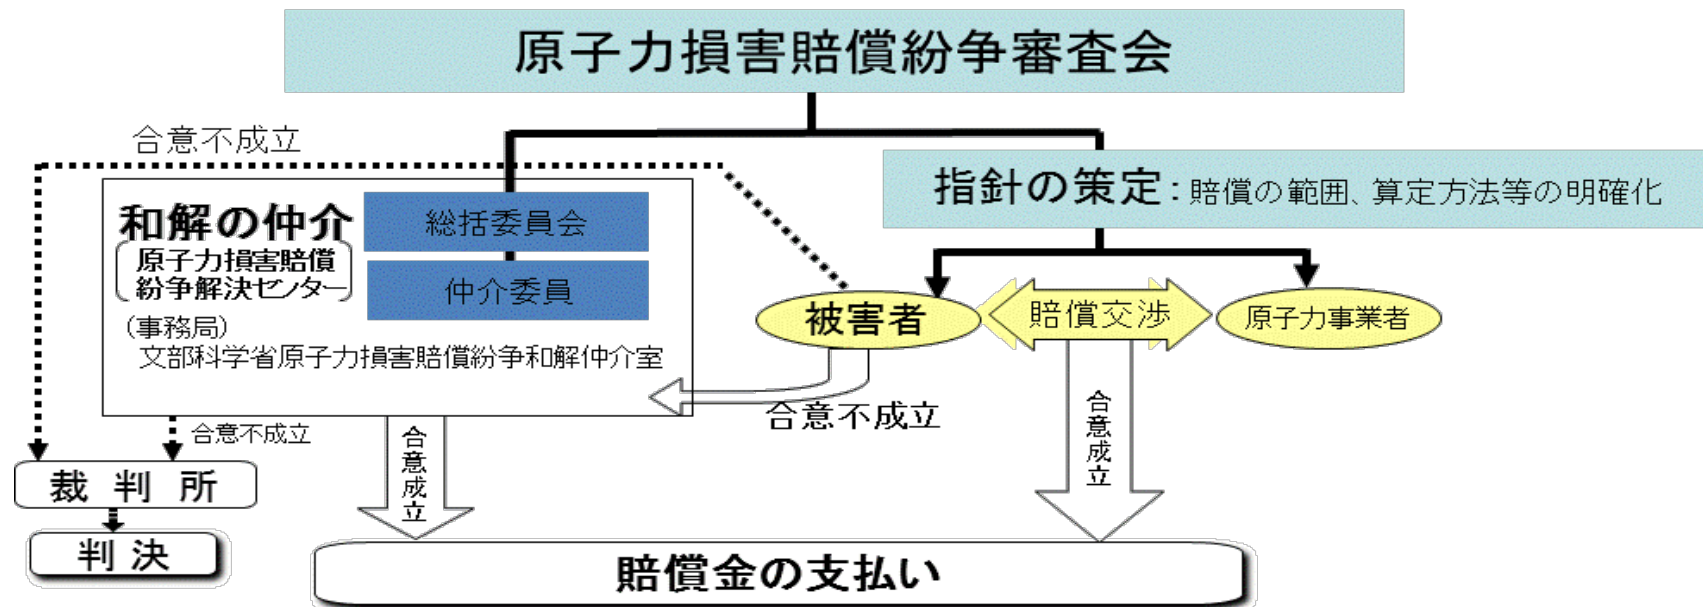 原子力損害賠償紛争審査会
合意不成立
指針の策定：賠償の範囲、算定方法等の明確化
和解の仲介
原子力損害賠償
紛争解決センター
総括委員会
仲介委員
（事務局）
文部科学省原子力損害賠償紛争和解仲介室
被害者
賠償交渉
原子力事業者
合意不成立
合意不成立
合意成立
合意成立
裁判所
判決
賠償金の支払い